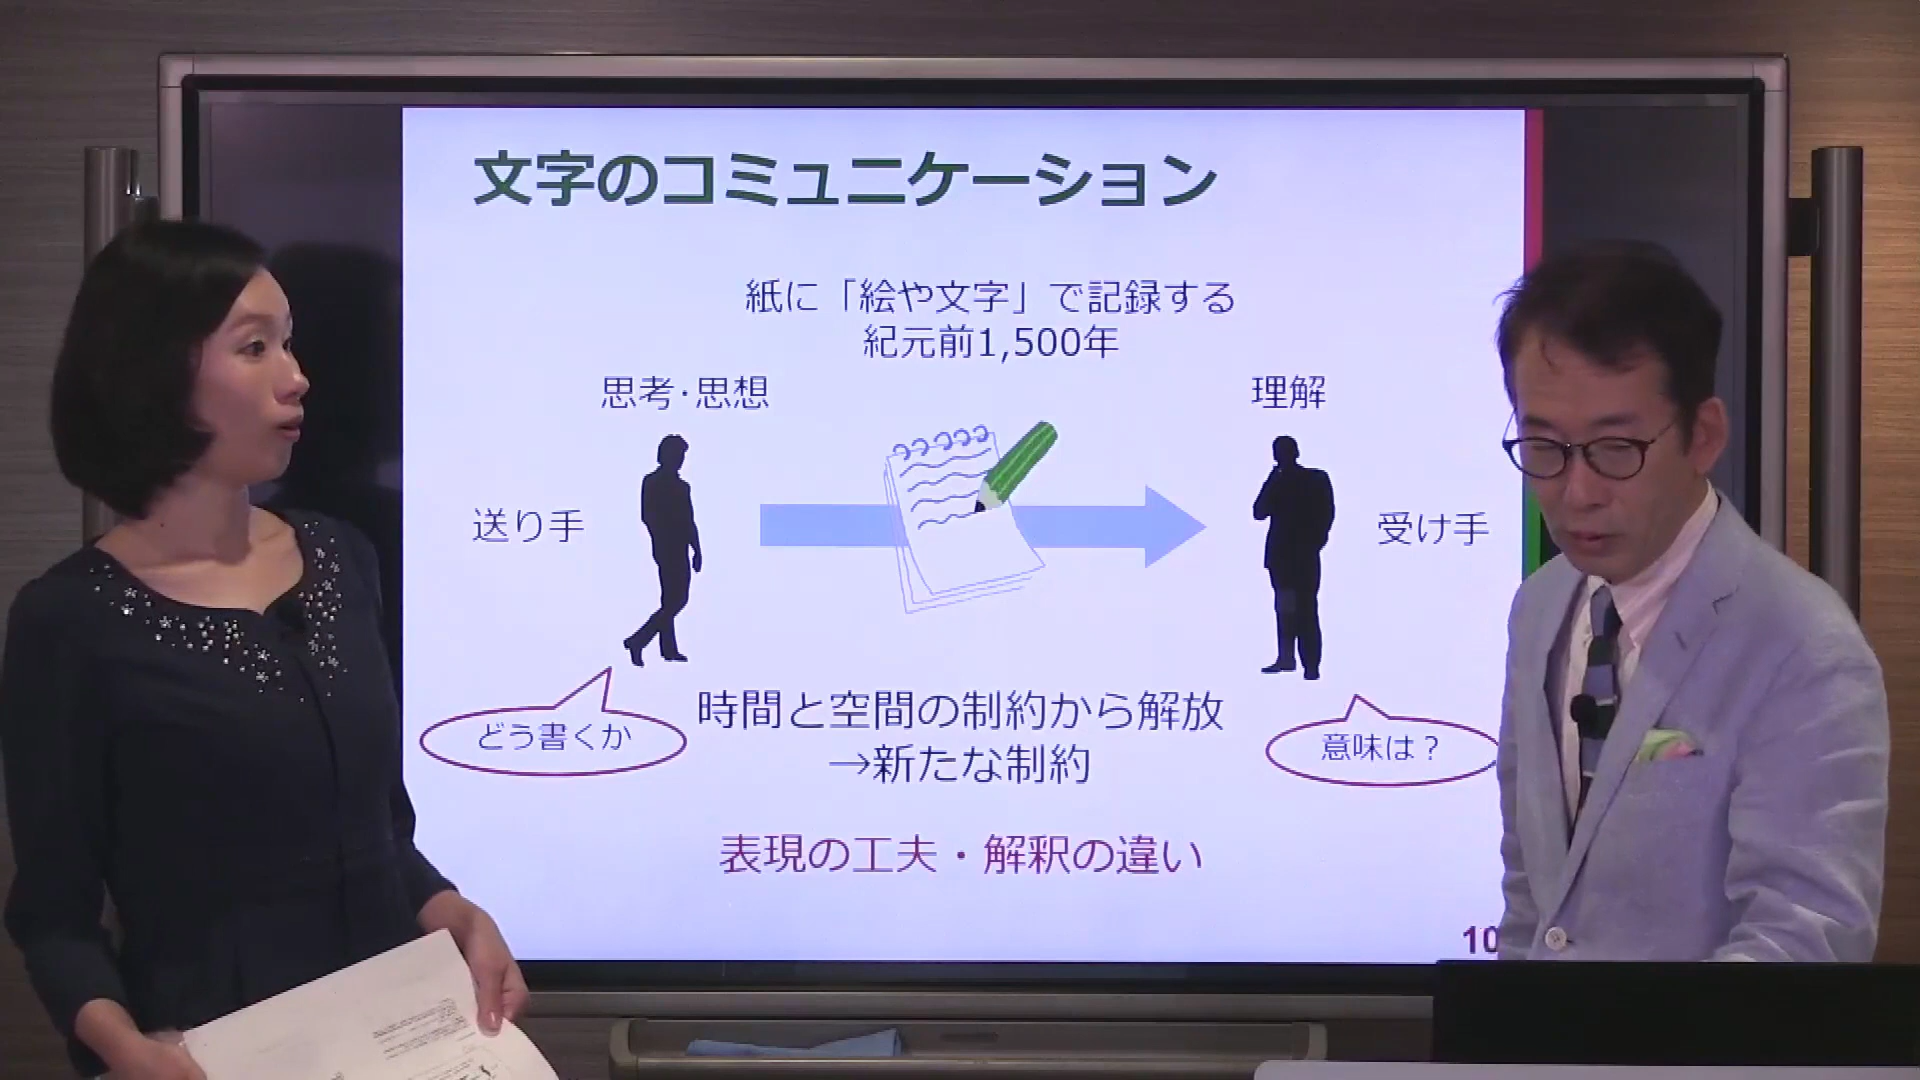 文字のコミュニケーション
紙に「絵や文字」で記録する
紀元前1,500年
思考･思想
理解
送り手
受け手
どう書くか
時間と空間の制約から解放
→新たな制約
意味は？
表現の工夫・解釈の違い
10